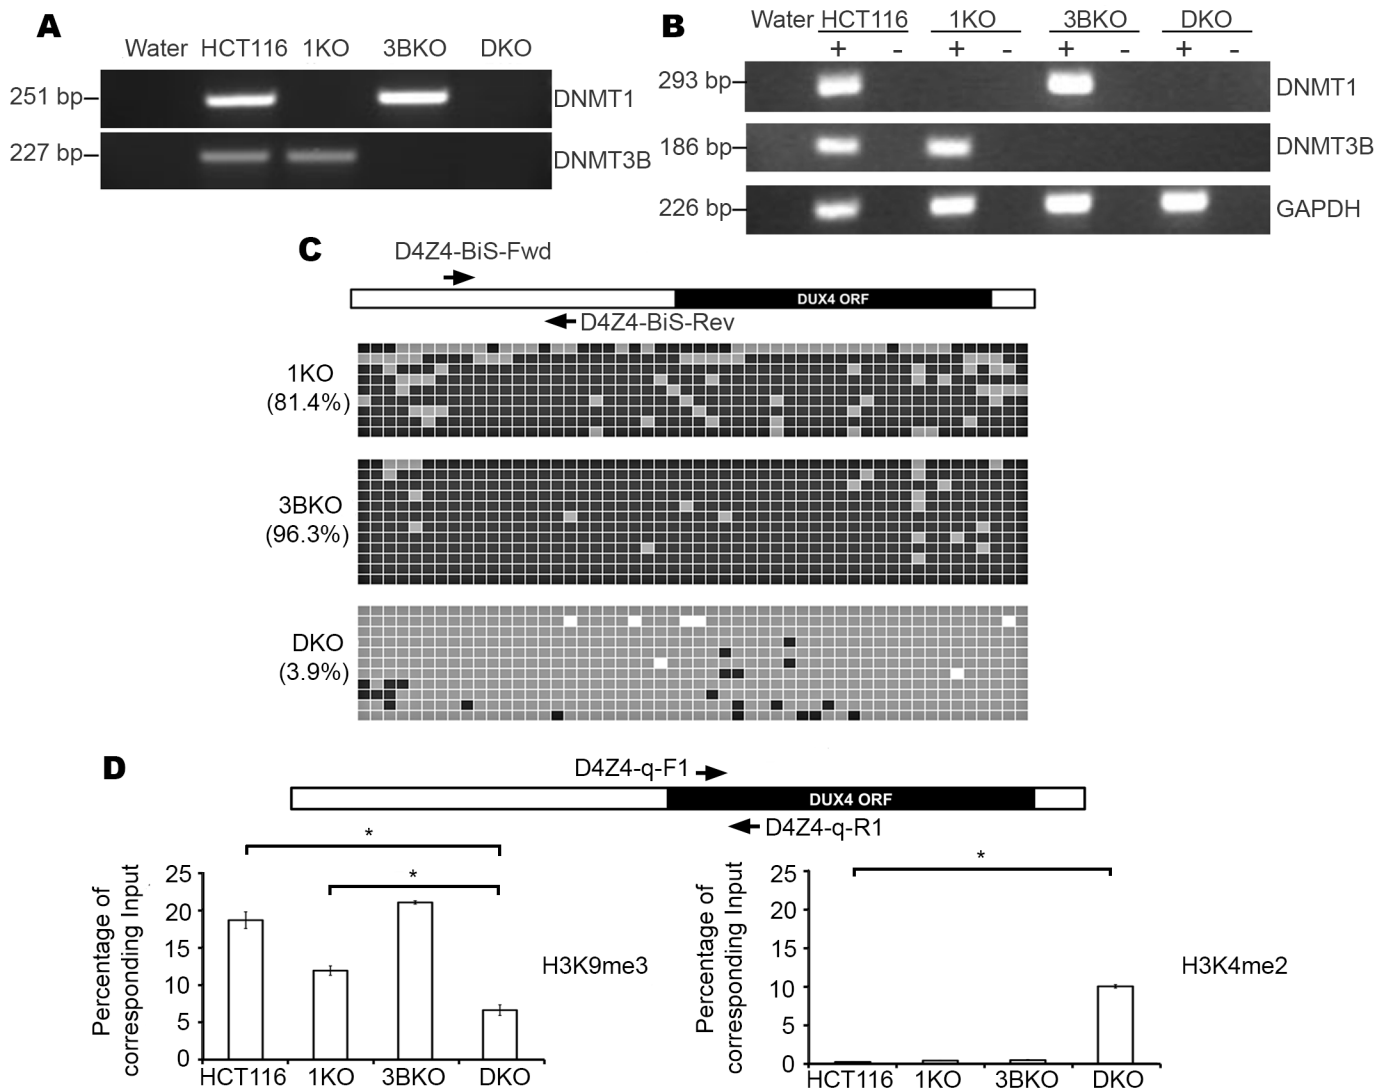 A
Water HCT116 1KO 3BKO DKO
251 bp DNMT1
227 bp DNMT3B
B
Water HCT116 1KO 3BKO DKO
+ - + - + - + -
293 bp DNMT1
186 bp DNMT3B
226 bp GAPDH
C
D4Z4-BiS-Fwd
DUX4 ORF
D4Z4-BiS-Rev
1KO
(81.4%)
3BKO
(96.3%)
DKO
(3.9%)
D
D4Z4-q-F1
DUX4 ORF
D4Z4-q-R1
*
*
Percentage of
corresponding Input
25
20
15
10
5
0
HCT116 1KO 3BKO DKO
H3K9me3
*
Percentage of
corresponding Input
25
20
15
10
5
0
HCT116 1KO 3BKO DKO
H3K4me2